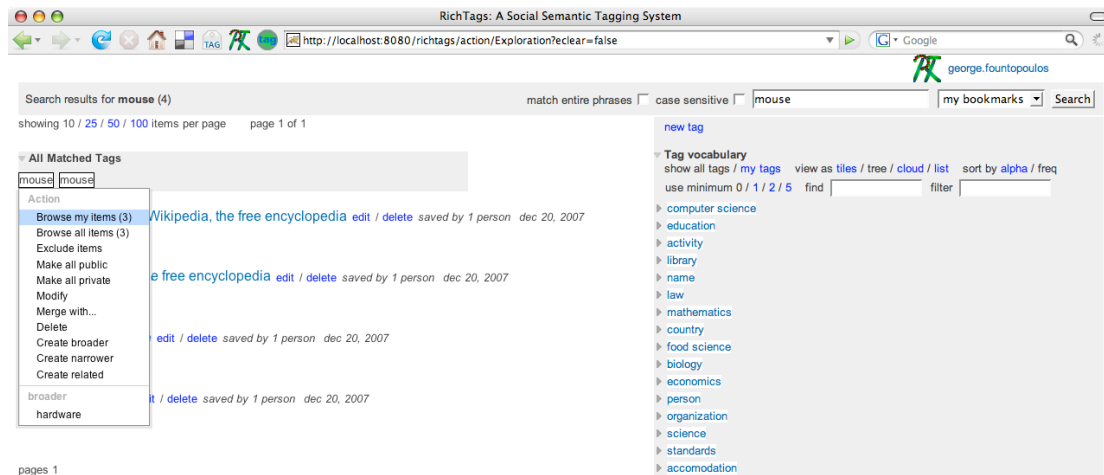 RichTags: A Social Semantic Tagging System
TAG
tag
http://localhost:8080/richtags/action/Exploration?eclear=false
G
Google
RT
george.fountopoulos
Search results for mouse (4)
match entire phrases
case sensitive
mouse
my bookmarks
Search
showing 10 / 25 / 50 / 100 items per page
page 1 of 1
All Matched Tags
mouse mouse
Action
Browse my items (3)
Browse all items (3)
Exclude items
Make all public
Make all private
Modify
Merge with...
Delete
Create broader
Create narrower
Create related
broader
hardware
Wikipedia, the free encyclopedia edit / delete saved by 1 person dec 20, 2007
e free encyclopedia edit / delete saved by 1 person dec 20, 2007
edit / delete saved by 1 person dec 20, 2007
it / delete saved by 1 person dec 20, 2007
pages 1
new tag
Tag vocabulary
show all tags / my tags view as tiles / tree / cloud / list sort by alpha / freq
use minimum 0 / 1 / 2 / 5 find filter
computer science
education
activity
library
name
law
mathematics
country
food science
biology
economics
person
organization
science
standards
accomodation